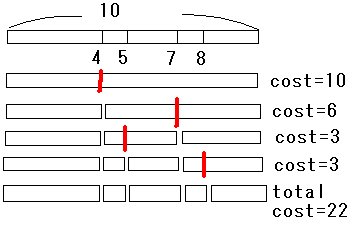 10
4 5 7 8
cost=10
cost=6
cost=3
cost=3
total
cost=22